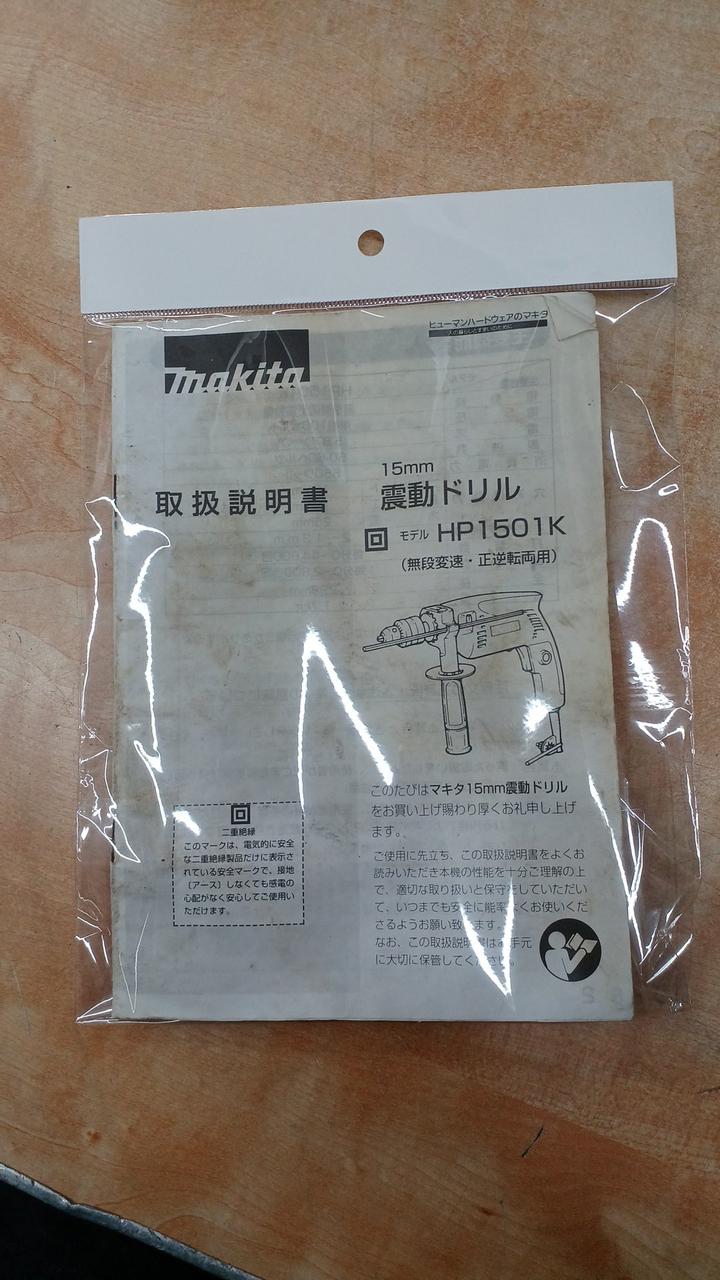 ヒューマンハードウェアのマキタ
人の暮らしとすまいのために
makita
15mm
取扱説明書 震動ドリル
モデル HP1501K
(無段変速・正逆転両用)
このたびはマキタ15mm震動ドリル
をお買い上げ賜わり厚くお礼申し上げ
ます。
ご使用に先立ち、この取扱説明書をよくお
読みいただき本機の性能を十分ご理解の上
で、適切な取り扱いと保守をしていただい
て、いつまでも安全に能率よくお使いくだ
さるようお願い致します。
なお、この取扱説明書はお手元
に大切に保管してください。
二重絶縁
このマークは、電気的に安全
な二重絶縁製品だけに表示さ
れている安全マークで、接地
(アース)しなくても感電の
心配がなく安心してご使用い
ただけます。